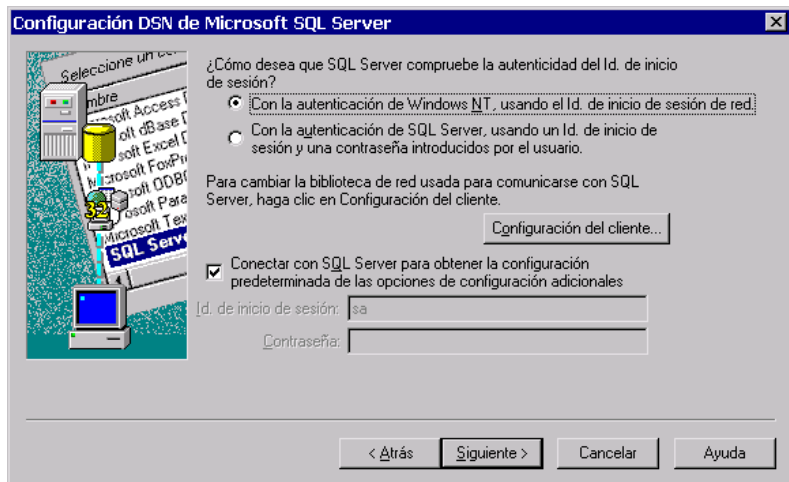 Configuración DSN de Microsoft SQL Server
Seleccione un
mbre
osoft Access
oft dBase
soft Excel
Microsoft FoxPro
osoft ODBC
osoft Para
Microsoft Tex
SQL Serve
32
¿Cómo desea que SQL Server compruebe la autenticidad del Id. de inicio
de sesión?
Con la autenticación de Windows NT, usando el Id. de inicio de sesión de red.
Con la autenticación de SQL Server, usando un Id. de inicio de
sesión y una contraseña introducidos por el usuario.
Para cambiar la biblioteca de red usada para comunicarse con SQL
Server, haga clic en Configuración del cliente.
Configuración del cliente...
Conectar con SQL Server para obtener la configuración
predeterminada de las opciones de configuración adicionales
Id. de inicio de sesión: sa
Contraseña:
< Atrás Siguiente > Cancelar Ayuda